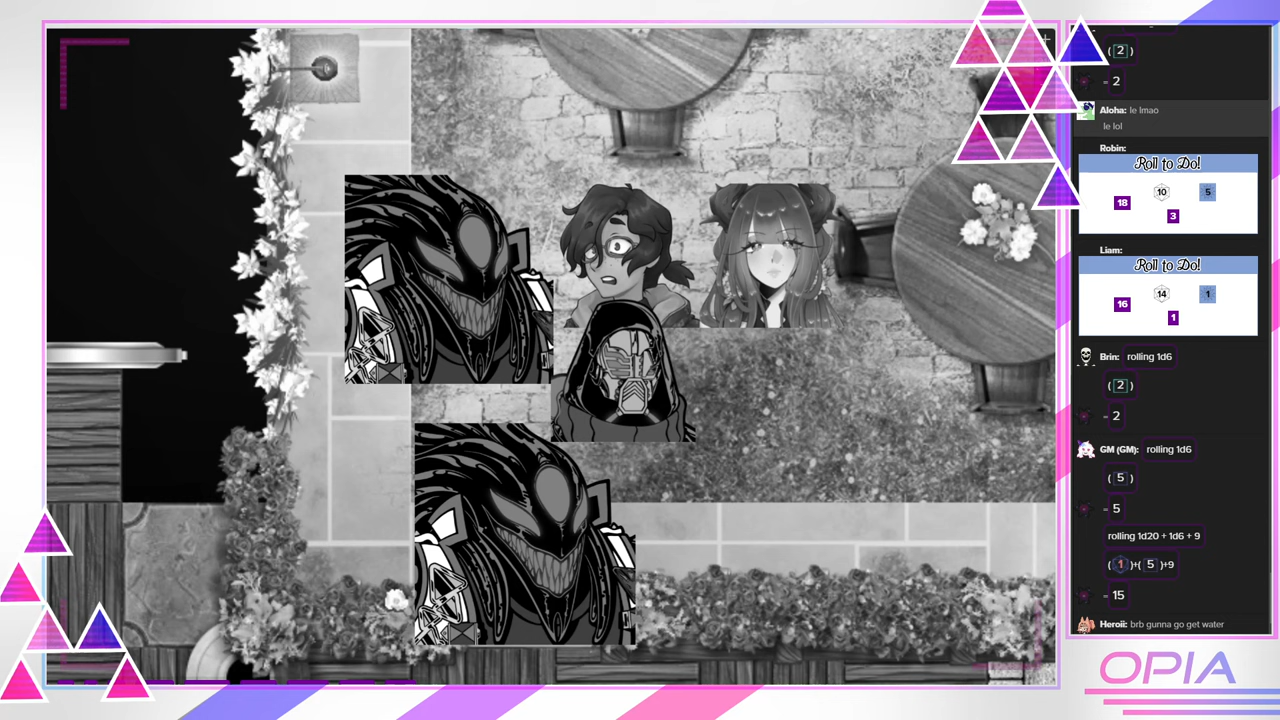 (2)
= 2
Aloha: le lmao
le lol
Robin:
Roll to Do!
10
5
18
3
Liam:
Roll to Do!
14
1
16
1
Brin: rolling 1d6
(2)
= 2
GM (GM): rolling 1d6
(5)
= 5
rolling 1d20 + 1d6 + 9
(1)+(5)+9
= 15
Heroii: brb gunna go get water
OPIA